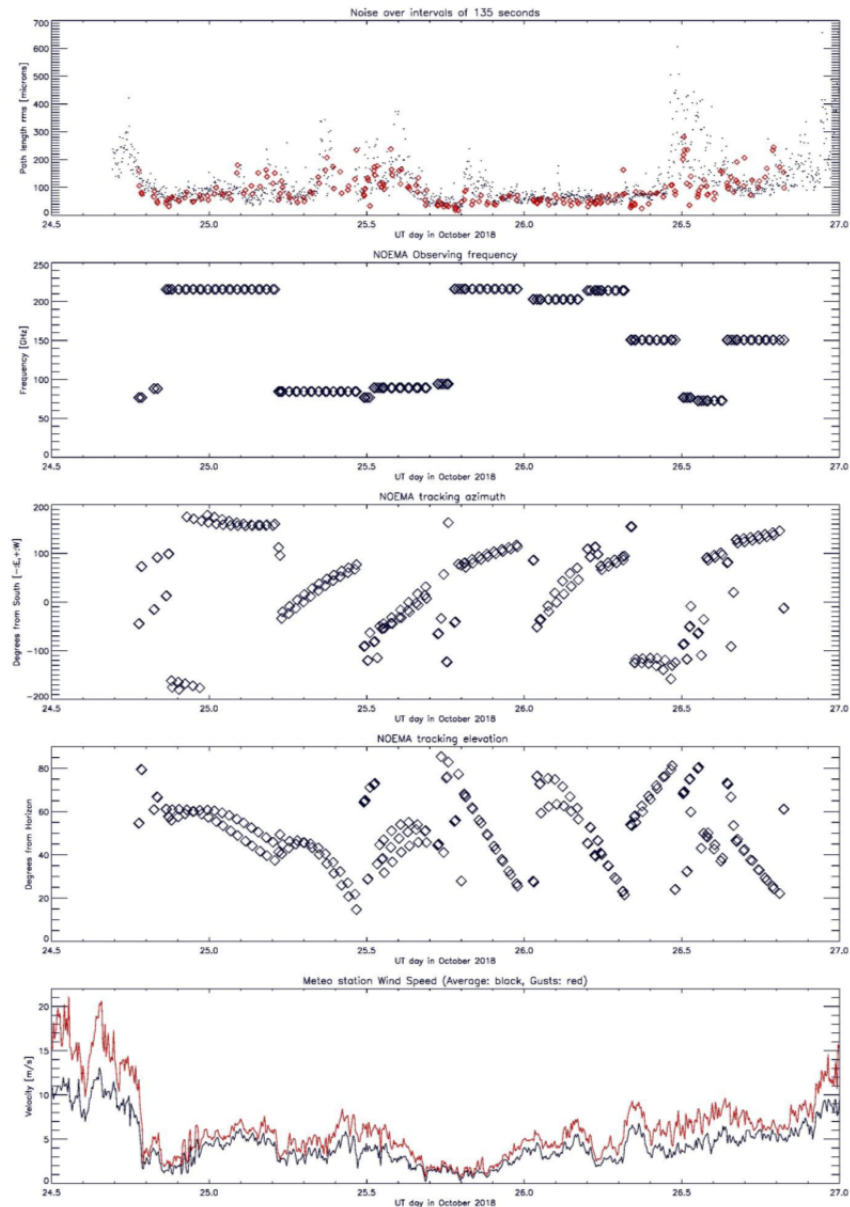 Noise over intervals of 135 seconds
Path length rms [microns]
700
600
500
400
300
200
100
0
24.5 25.0 25.5 26.0 26.5 27.0
UT day in October 2018
NOEMA Observing frequency
Frequency [GHz]
250
200
150
100
50
0
24.5 25.0 25.5 26.0 26.5 27.0
UT day in October 2018
NOEMA tracking azimuth
Degrees from South [-:E,+:W]
200
100
0
-100
-200
24.5 25.0 25.5 26.0 26.5 27.0
UT day in October 2018
NOEMA tracking elevation
Degrees from Horizon
80
60
40
20
0
24.5 25.0 25.5 26.0 26.5 27.0
UT day in October 2018
Meteo station Wind Speed (Average: black, Gusts: red)
Velocity [m/s]
20
15
10
5
0
24.5 25.0 25.5 26.0 26.5 27.0
UT day in October 2018